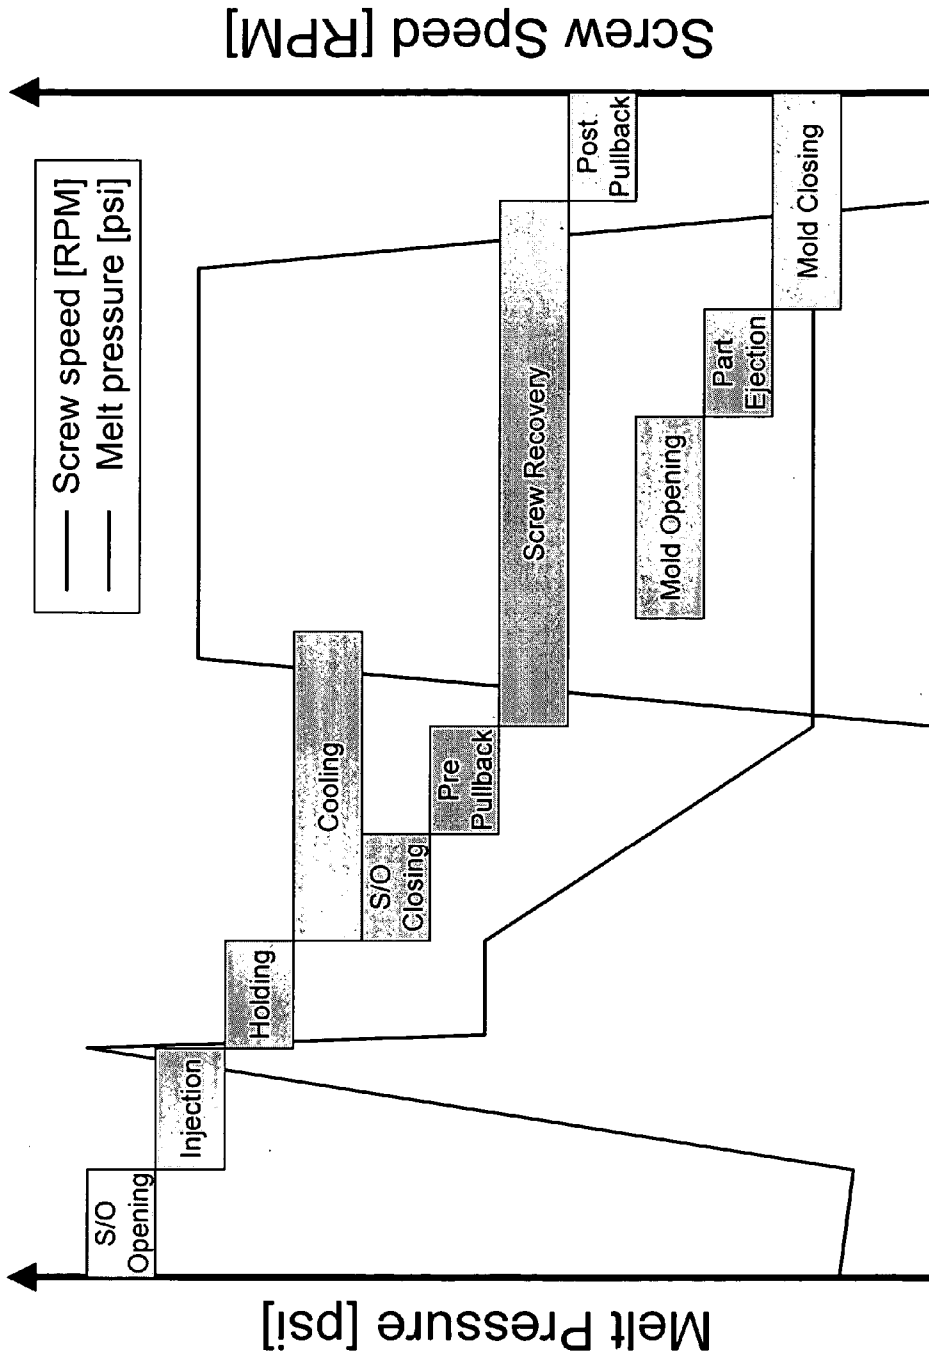 Melt Pressure [psi]
Screw Speed [RPM]
Screw speed [RPM]
Melt pressure [psi]
S/O
Opening
Injection
Holding
Cooling
S/O
Closing
Pre
Pullback
Screw Recovery
Post
Pullback
Mold Opening
Part
Ejection
Mold Closing